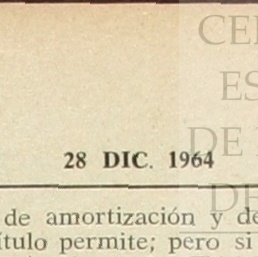 CE
ES
28 DIC. 1964
DE
DE
de amortización y de
ítulo permite; pero si